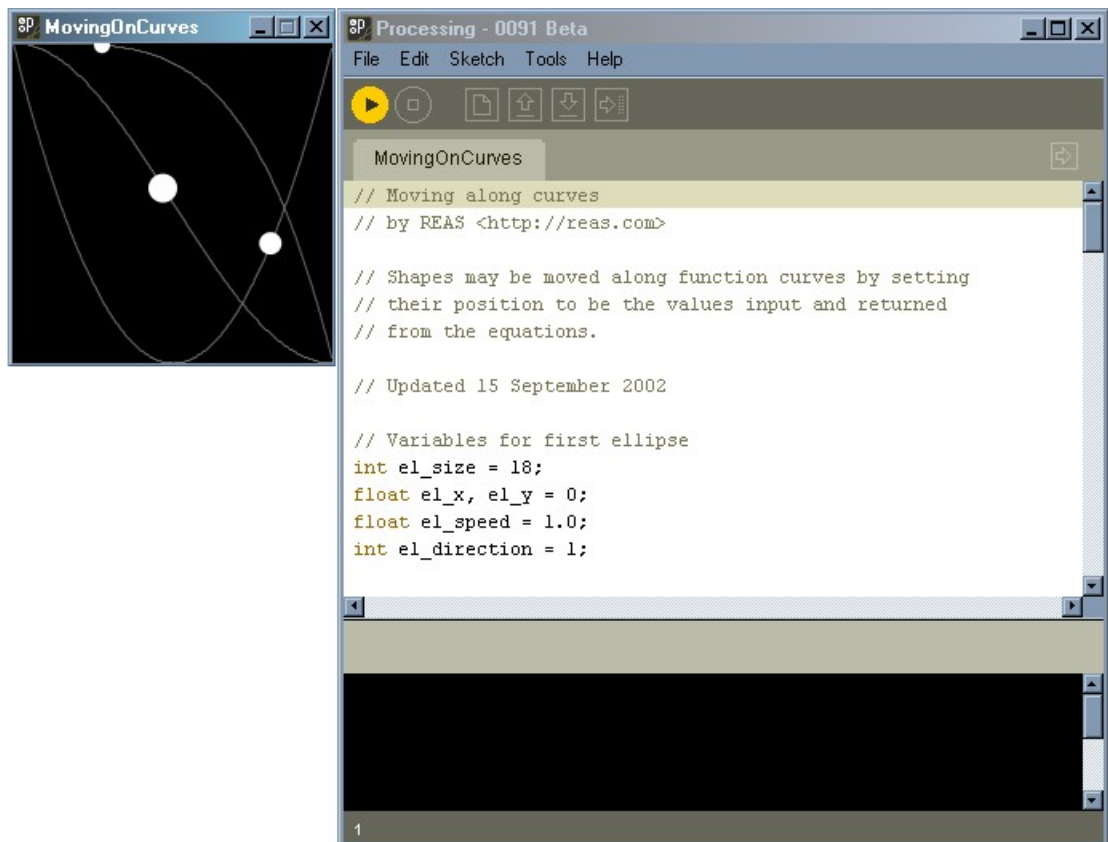 MovingOnCurves
Processing - 0091 Beta
File Edit Sketch Tools Help
MovingOnCurves
// Moving along curves
// by REAS <http://reas.com>
// Shapes may be moved along function curves by setting
// their position to be the values input and returned
// from the equations.
// Updated 15 September 2002
// Variables for first ellipse
int el_size = 18;
float el_x, el_y = 0;
float el_speed = 1.0;
int el_direction = 1;
1